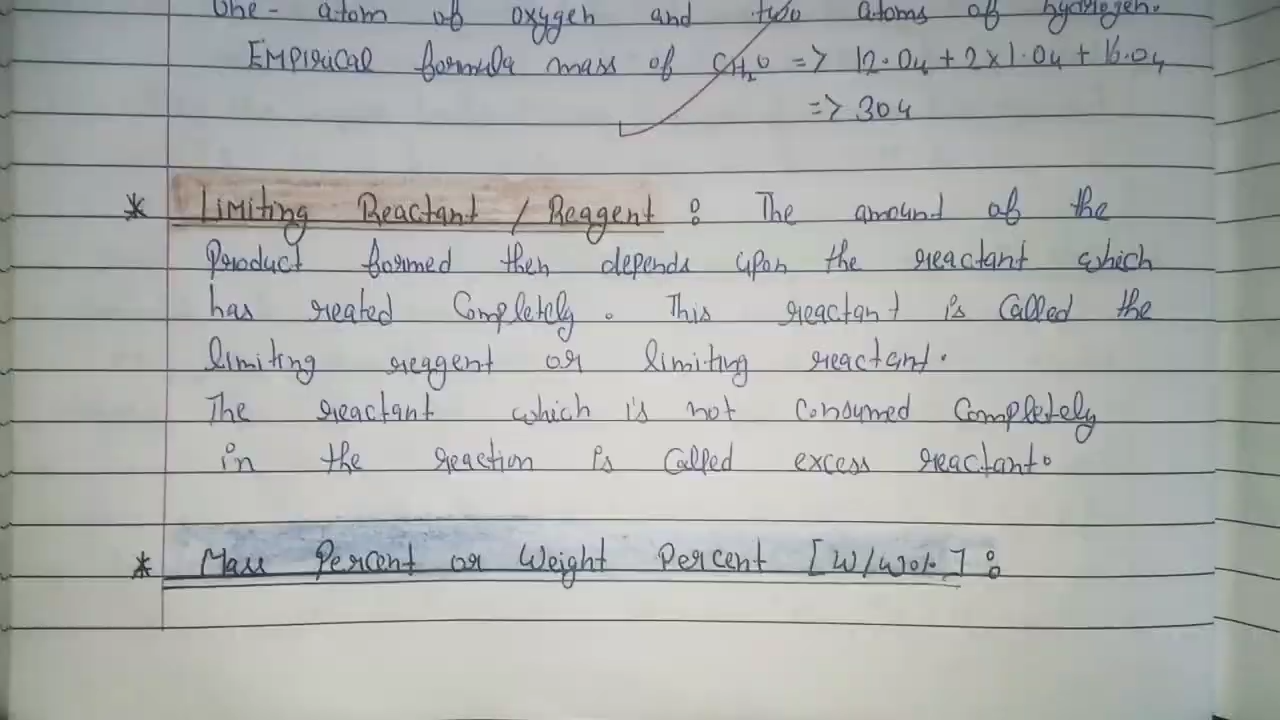 One - atom of oxygen and two atoms of hydrogen.
EMPIRICAL formula mass of CH₂O => 12.0u + 2×1.0u + 16.0u
=> 30u
* Limiting Reactant / Reagent : The amount of the
Product formed then depends upon the reactant which
has reated Completely. This reactant is Called the
limiting reagent or limiting reactant.
The reactant which is not Consumed Completely
in the reaction is Called excess reactant.
* Mass Percent or Weight Percent [W/W%] :